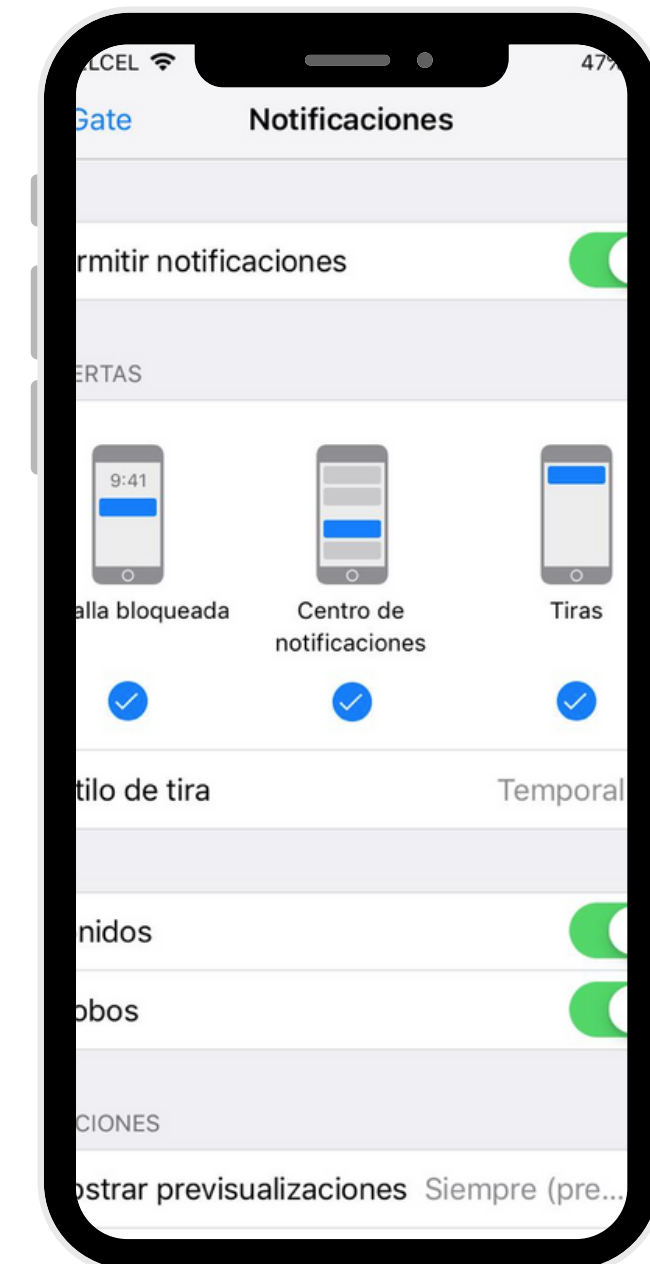 LCEL 47%
Gate Notificaciones
rmitir notificaciones
ERTAS
9:41
alla bloqueada Centro de notificaciones Tiras
tilo de tira Temporal
nidos
obos
CIONES
ostrar previsualizaciones Siempre (pre...